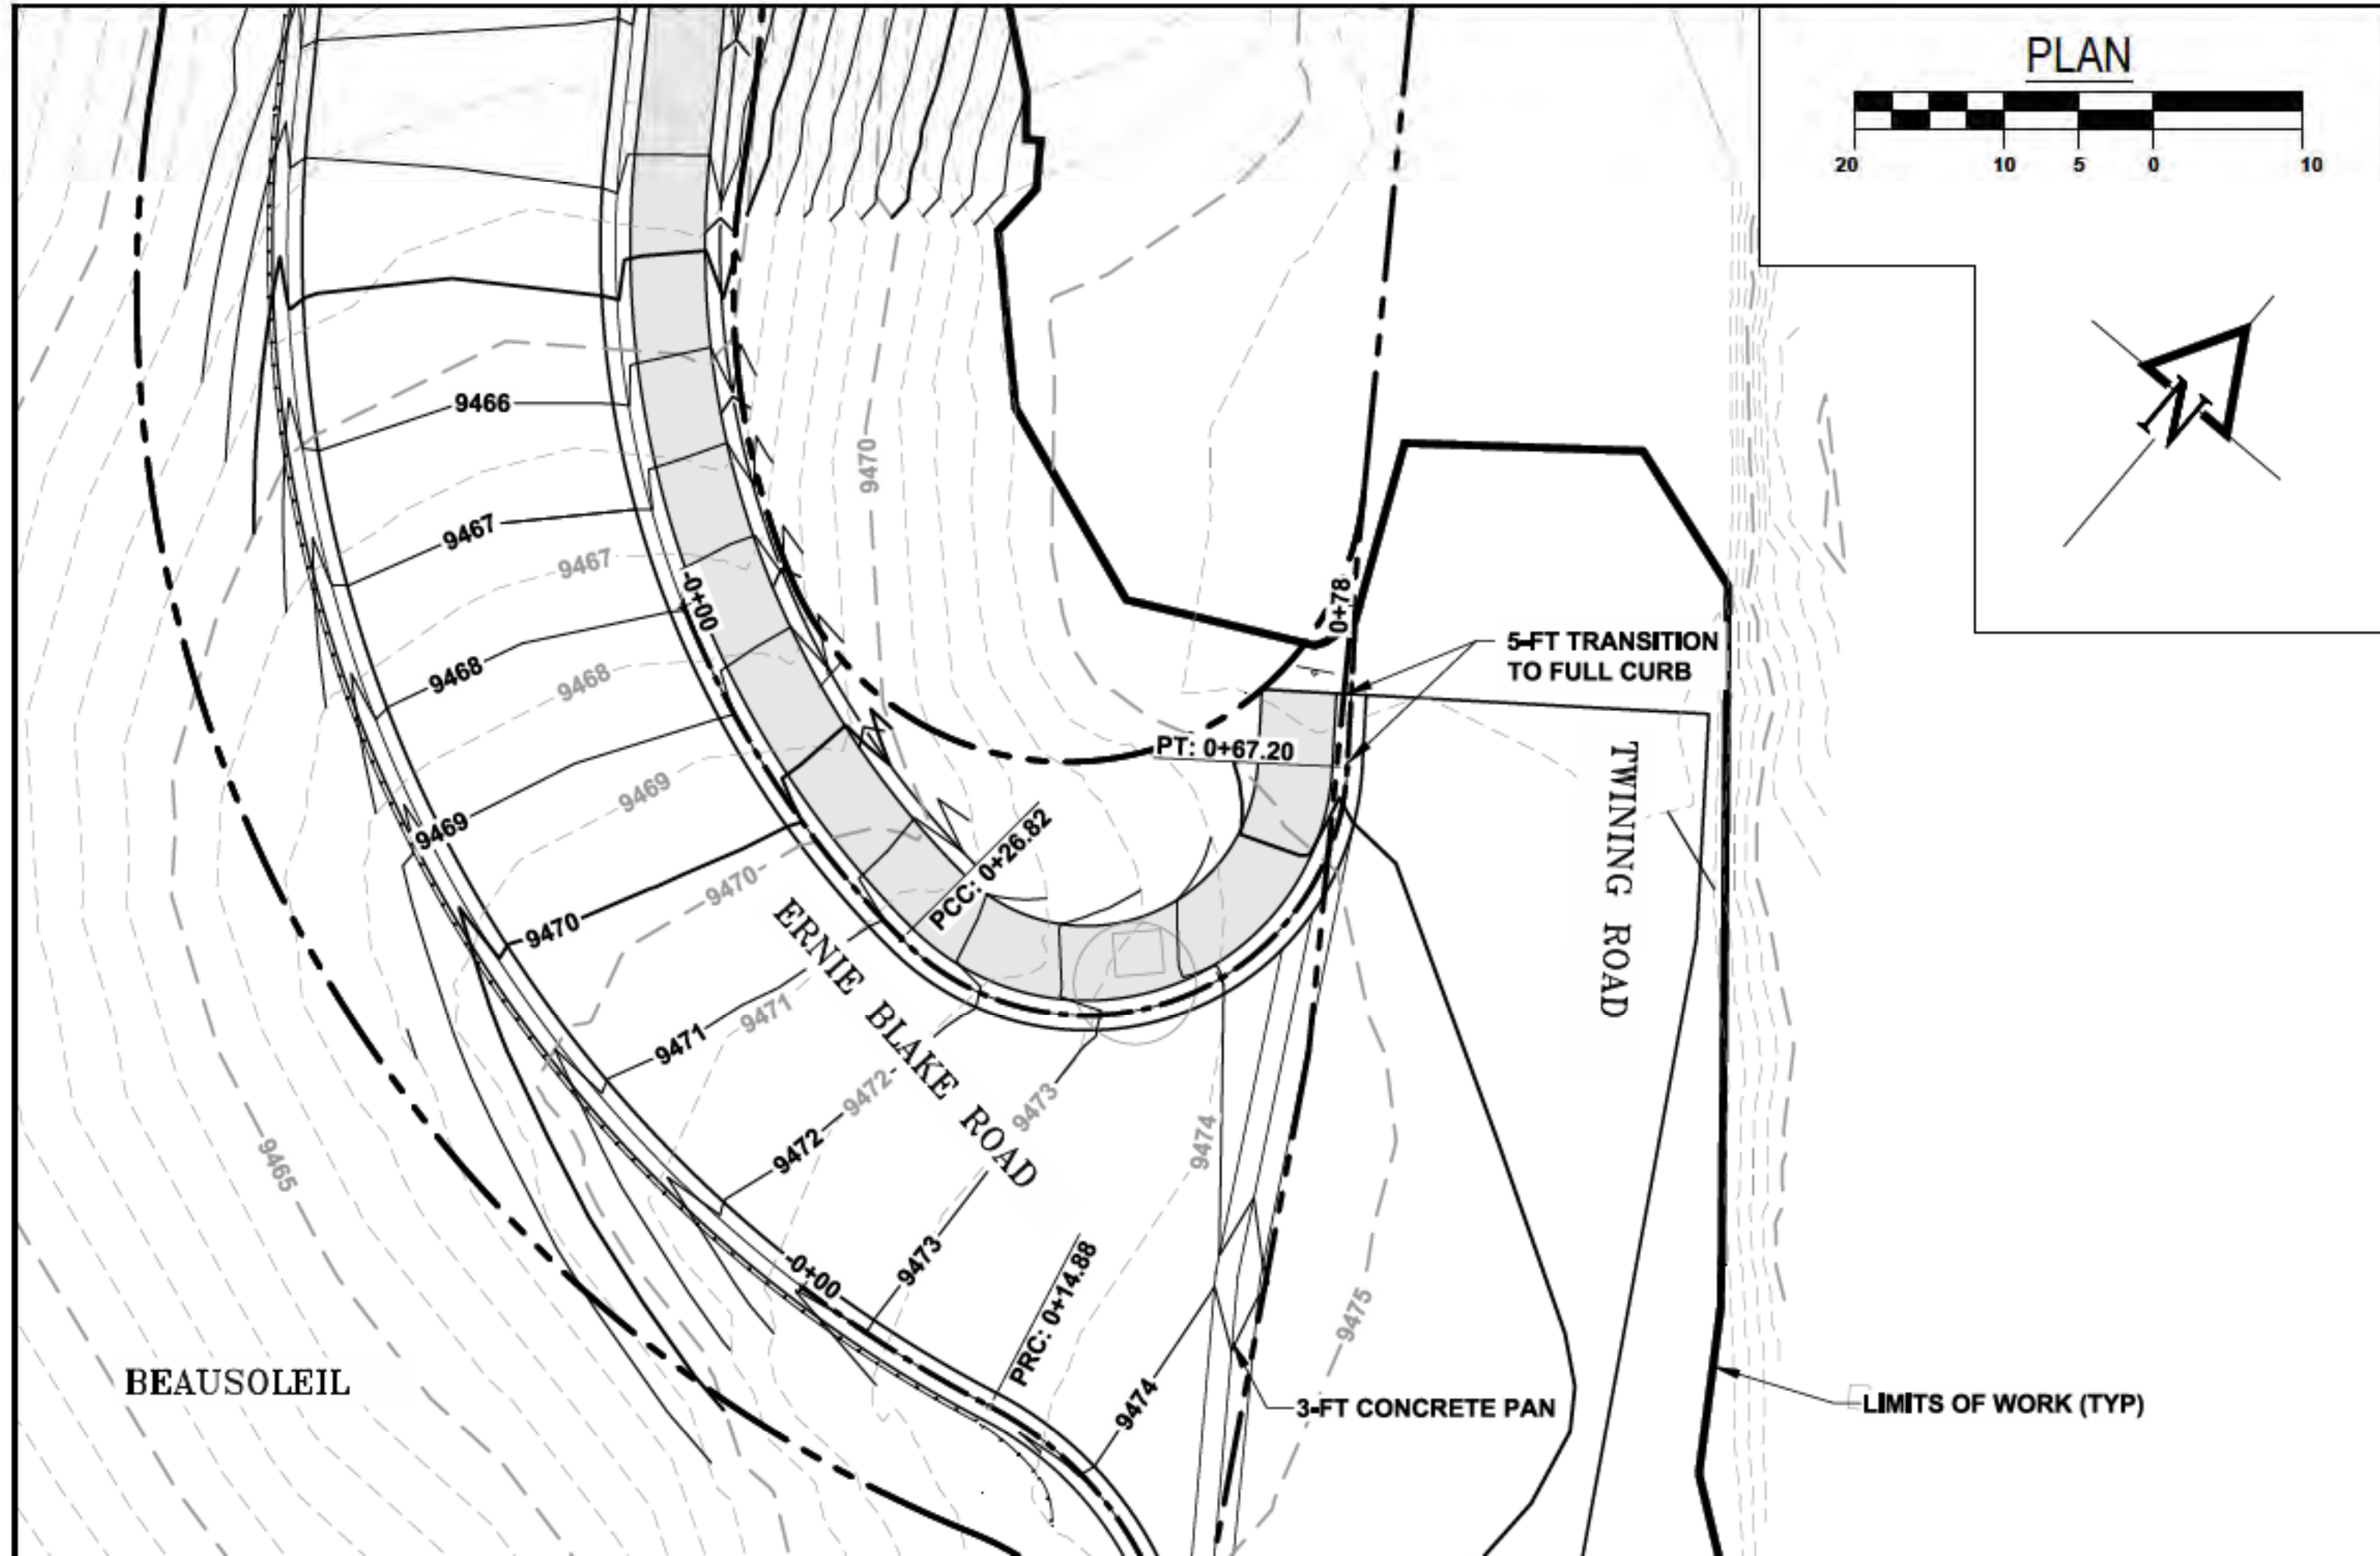 PLAN
20 10 5 0 10
N
9466
9470
9467
9467
-0+00
0+78
5-FT TRANSITION
TO FULL CURB
9468
9468
PT: 0+67.20
TWINING ROAD
9469
9469
PCC: 0+26.82
9470
9470
ERNIE BLAKE ROAD
9471
9471
9472
9472
9473
9474
9465
9473
-0+00
PRC: 0+14.88
9475
9474
BEAUSOLEIL
3-FT CONCRETE PAN
LIMITS OF WORK (TYP)